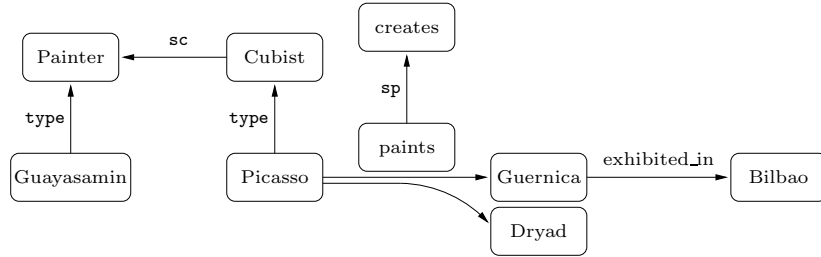 creates
Painter
sc
Cubist
sp
type
type
paints
Guayasamin
Picasso
Guernica
exhibited_in
Bilbao
Dryad